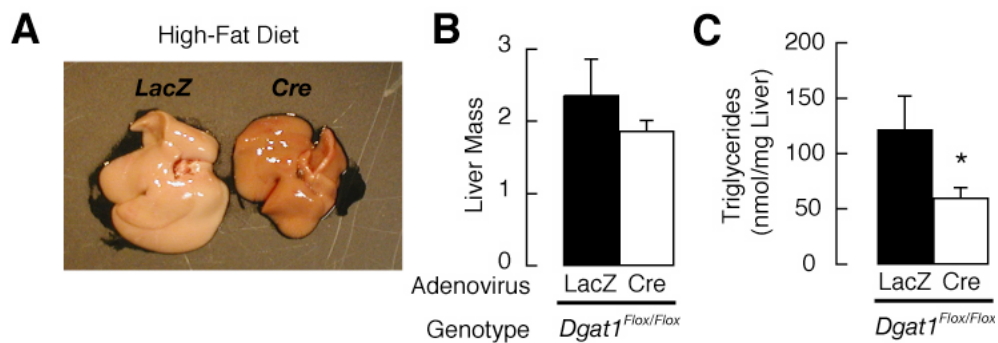 A
High-Fat Diet
LacZ
Cre
B
Liver Mass
3
2
1
0
Adenovirus
LacZ Cre
Genotype
Dgat1Flox/Flox
C
Triglycerides
(nmol/mg Liver)
200
150
100
50
0
*
LacZ Cre
Dgat1Flox/Flox